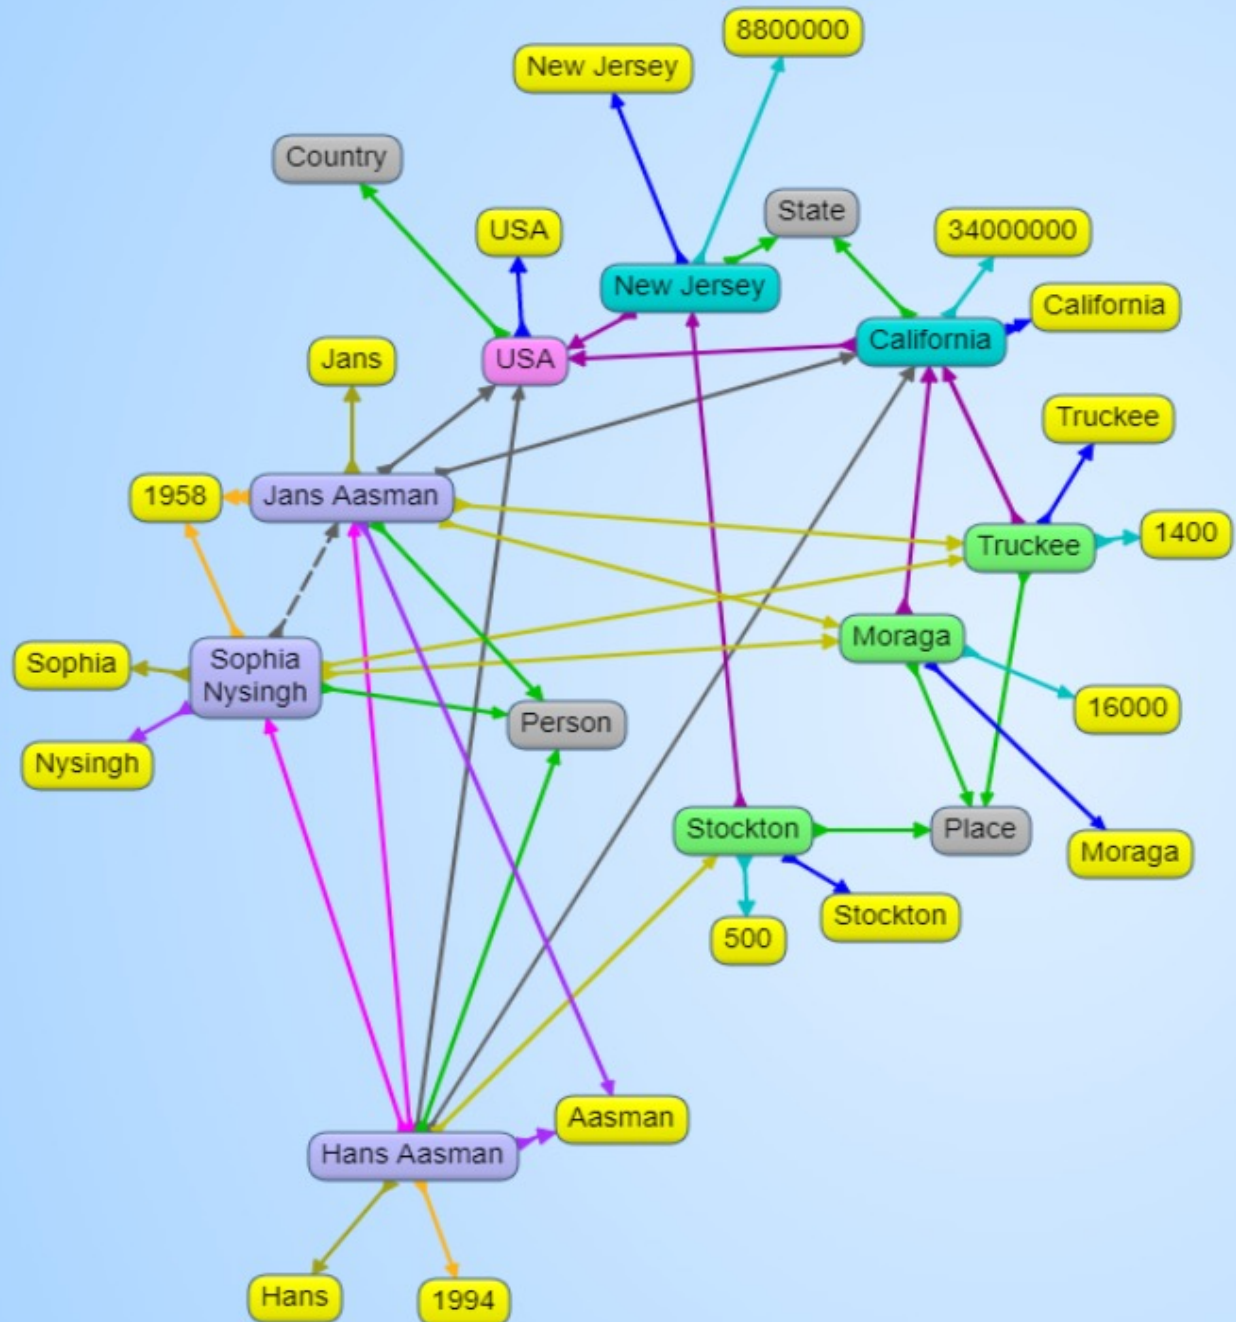 8800000
New Jersey
Country
State
USA
34000000
New Jersey
California
California
USA
Jans
Truckee
1958
Jans Aasman
1400
Truckee
Moraga
Sophia
Sophia
Nysingh
16000
Person
Nysingh
Stockton
Place
Moraga
Stockton
500
Aasman
Hans Aasman
Hans
1994